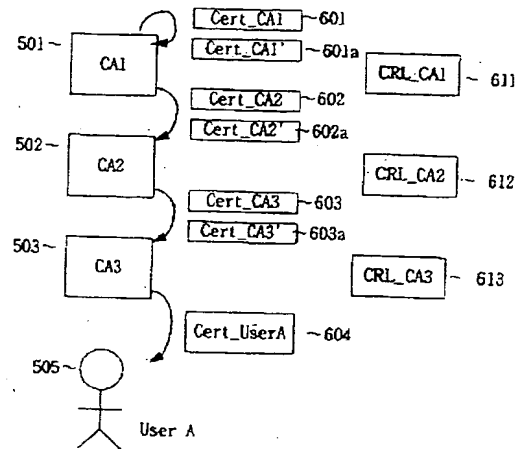 Cert_CA1 ~601
501~ CA1 Cert_CA1' ~601a
CRL_CA1 ~ 611
Cert_CA2 ~602
502~ CA2 Cert_CA2' ~602a
CRL_CA2 ~ 612
Cert_CA3 ~603
503~ CA3 Cert_CA3' ~603a
CRL_CA3 ~ 613
Cert_UserA ~604
505~
User A